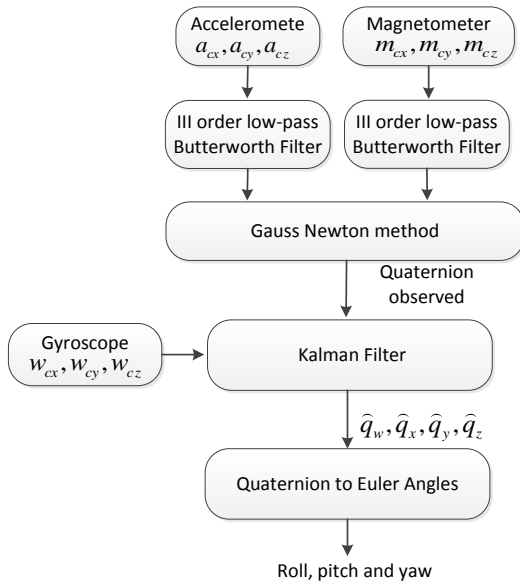 Acceleromete
a_cx, a_cy, a_cz
Magnetometer
m_cx, m_cy, m_cz
III order low-pass
Butterworth Filter
III order low-pass
Butterworth Filter
Gauss Newton method
Quaternion
observed
Gyroscope
w_cx, w_cy, w_cz
Kalman Filter
q̂_w, q̂_x, q̂_y, q̂_z
Quaternion to Euler Angles
Roll, pitch and yaw